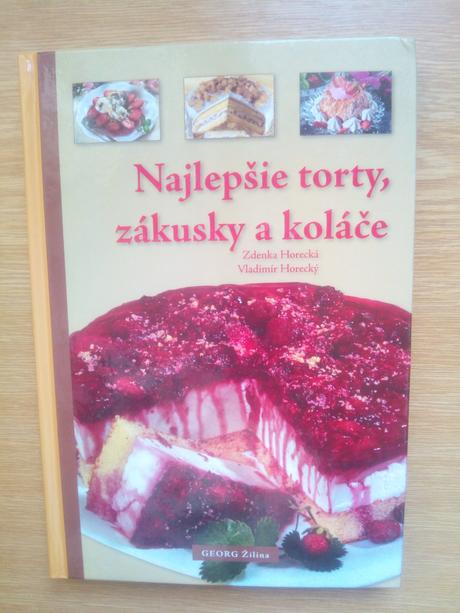 Najlepšie torty,
zákusky a koláče
Zdenka Horecká
Vladimír Horecký
GEORG Žilina